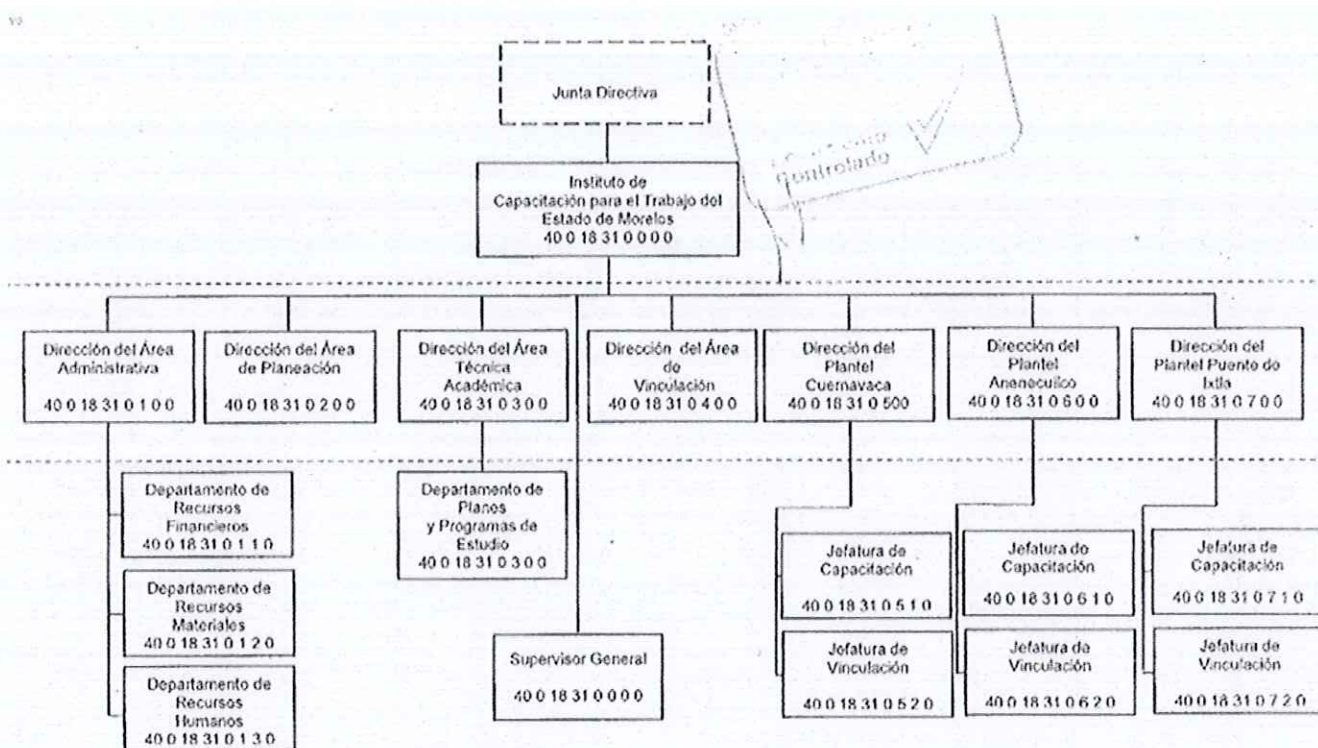 Junta Directiva
Controlado
Instituto de
Capacitación para el Trabajo del
Estado de Morelos
40 0 18 31 0 0 0 0
Dirección del Área
Administrativa
40 0 18 31 0 1 0 0
Dirección del Área
de Planeación
40 0 18 31 0 2 0 0
Dirección del Área
Técnica
Académica
40 0 18 31 0 3 0 0
Dirección del Área
de
Vinculación
40 0 18 31 0 4 0 0
Dirección del
Plantel
Cuernavaca
40 0 18 31 0 500
Dirección del
Plantel
Anenecuilco
40 0 18 31 0 6 0 0
Dirección del
Plantel Puente de
Ixtla
40 0 18 31 0 7 0 0
Departamento de
Recursos
Financieros
40 0 18 31 0 1 1 0
Departamento de
Recursos
Materiales
40 0 18 31 0 1 2 0
Departamento de
Recursos
Humanos
40 0 18 31 0 1 3 0
Departamento de
Planos
y Programas de
Estudio
40 0 18 31 0 3 0 0
Supervisor General
40 0 18 31 0 0 0 0
Jefatura de
Capacitación
40 0 18 31 0 5 1 0
Jefatura de
Vinculación
40 0 18 31 0 5 2 0
Jefatura de
Capacitación
40 0 18 31 0 6 1 0
Jefatura de
Vinculación
40 0 18 31 0 6 2 0
Jefatura de
Capacitación
40 0 18 31 0 7 1 0
Jefatura de
Vinculación
40 0 18 31 0 7 2 0